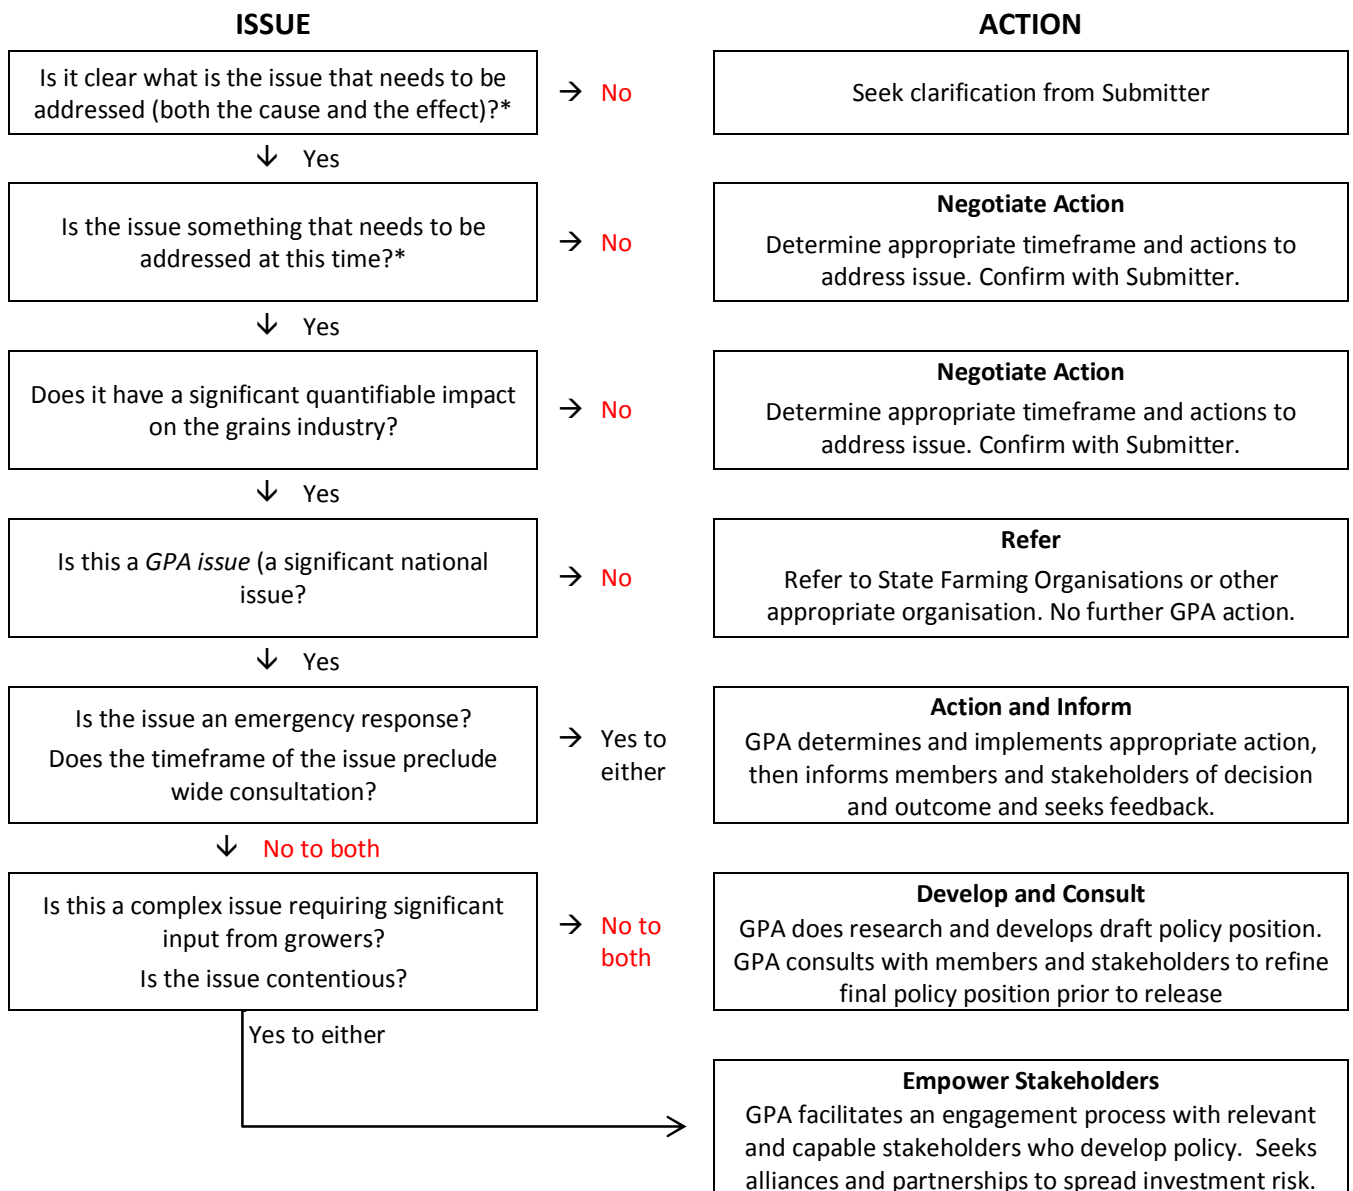 ISSUE
ACTION
Is it clear what is the issue that needs to be
addressed (both the cause and the effect)?*
→ No
Seek clarification from Submitter
↓ Yes
Is the issue something that needs to be
addressed at this time?*
→ No
Negotiate Action
Determine appropriate timeframe and actions to
address issue. Confirm with Submitter.
↓ Yes
Does it have a significant quantifiable impact
on the grains industry?
→ No
Negotiate Action
Determine appropriate timeframe and actions to
address issue. Confirm with Submitter.
↓ Yes
Is this a GPA issue (a significant national
issue?
→ No
Refer
Refer to State Farming Organisations or other
appropriate organisation. No further GPA action.
↓ Yes
Is the issue an emergency response?
Does the timeframe of the issue preclude
wide consultation?
→ Yes to
either
Action and Inform
GPA determines and implements appropriate action,
then informs members and stakeholders of decision
and outcome and seeks feedback.
↓ No to both
Is this a complex issue requiring significant
input from growers?
Is the issue contentious?
→ No to
both
Develop and Consult
GPA does research and develops draft policy position.
GPA consults with members and stakeholders to refine
final policy position prior to release
Yes to either
Empower Stakeholders
GPA facilitates an engagement process with relevant
and capable stakeholders who develop policy.  Seeks
alliances and partnerships to spread investment risk.